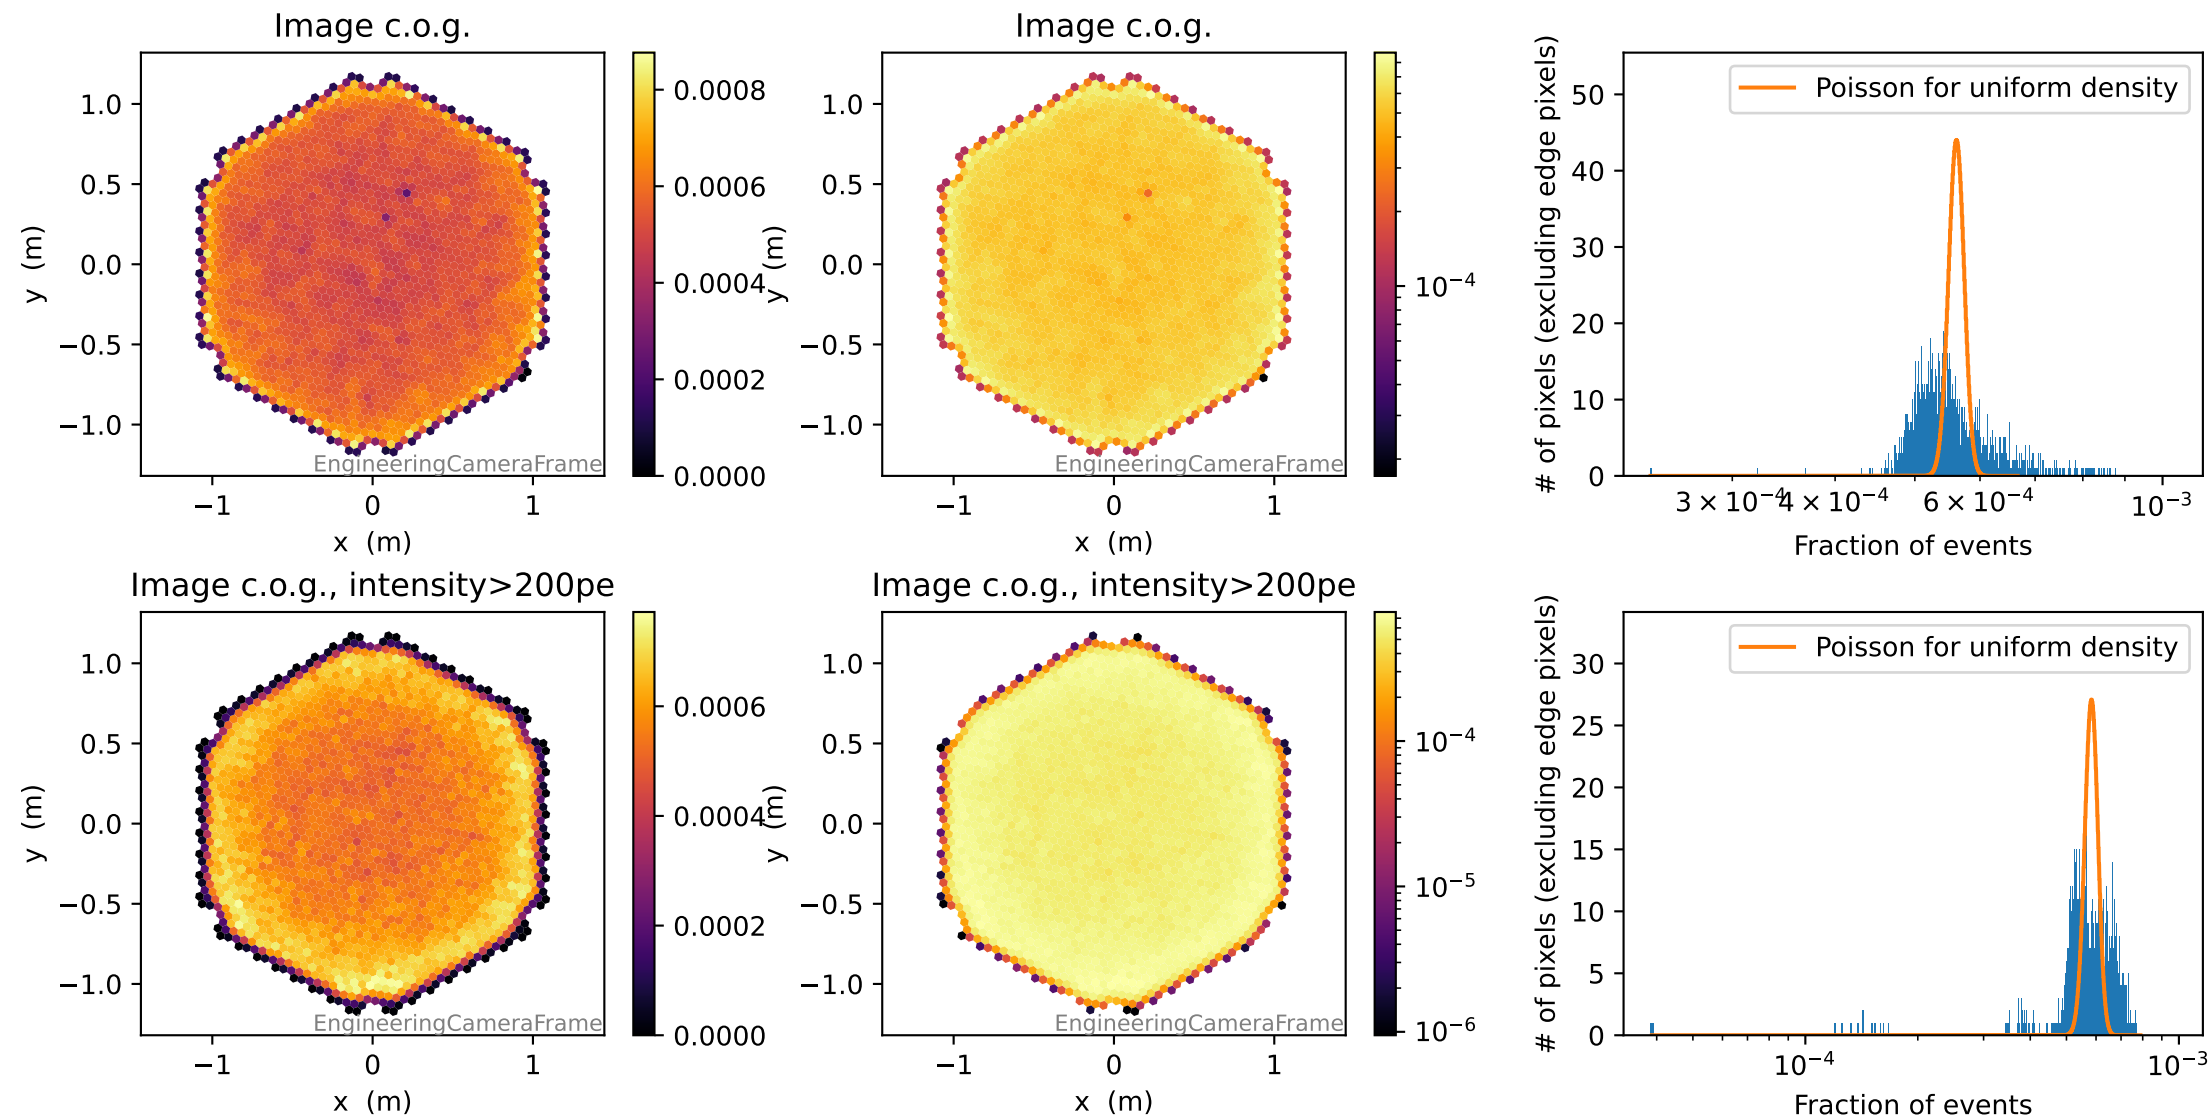 Image c.o.g.
1.0
0.5
0.0
−0.5
−1.0
y (m)
−1
0
1
x (m)
EngineeringCameraFrame
0.0008
0.0006
0.0004
0.0002
0.0000
Image c.o.g.
1.0
0.5
0.0
−0.5
−1.0
y (m)
−1
0
1
x (m)
EngineeringCameraFrame
10⁻⁴
Poisson for uniform density
50
40
30
20
10
0
# of pixels (excluding edge pixels)
3 × 10⁻⁴
4 × 10⁻⁴
6 × 10⁻⁴
10⁻³
Fraction of events
Image c.o.g., intensity>200pe
1.0
0.5
0.0
−0.5
−1.0
y (m)
−1
0
1
x (m)
EngineeringCameraFrame
0.0006
0.0004
0.0002
0.0000
Image c.o.g., intensity>200pe
1.0
0.5
0.0
−0.5
−1.0
y (m)
−1
0
1
x (m)
EngineeringCameraFrame
10⁻⁴
10⁻⁵
10⁻⁶
Poisson for uniform density
30
25
20
15
10
5
0
# of pixels (excluding edge pixels)
10⁻⁴
10⁻³
Fraction of events